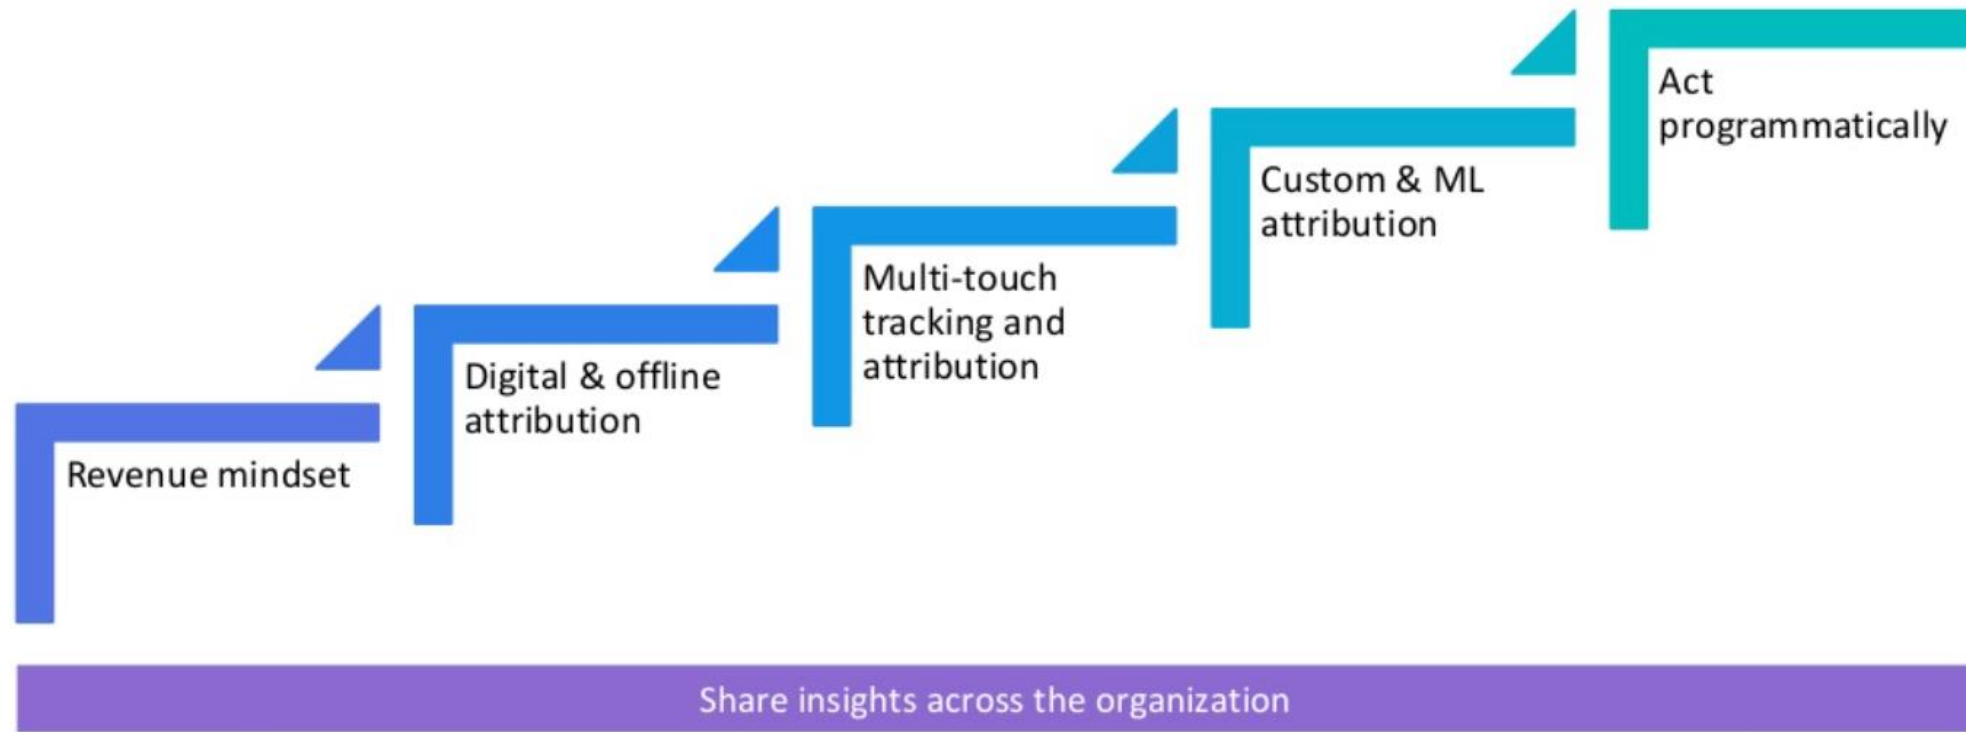 Revenue mindset
Digital & offline
attribution
Multi-touch
tracking and
attribution
Custom & ML
attribution
Act
programmatically
Share insights across the organization